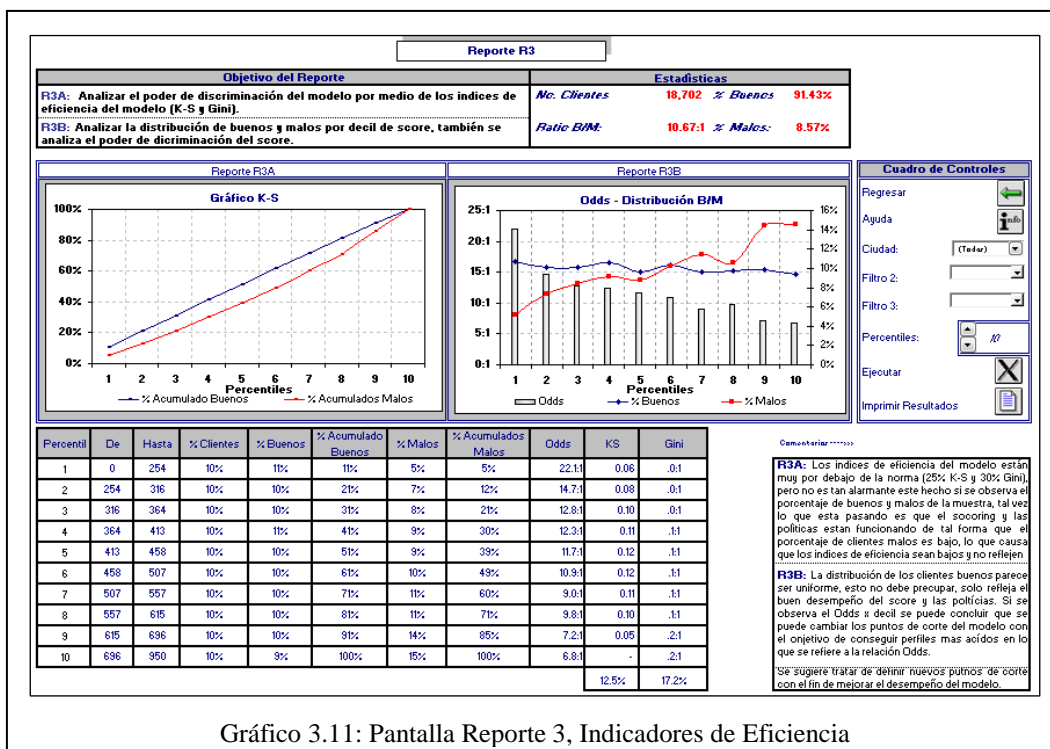 Reporte R3
Objetivo del Reporte
R3A: Analizar el poder de discriminación del modelo por medio de los indices de
eficiencia del modelo (K-S y Gini).
R3B: Analizar la distribución de buenos y malos por decil de score, también se
analiza el poder de dicriminación del score.
Estadìsticas
No. Clientes 18,702 % Buenos 91.43%
Ratio B/M: 10.67:1 % Malos: 8.57%
Reporte R3A
Gráfico K-S
100%
80%
60%
40%
20%
0%
1 2 3 4 5 6 7 8 9 10
Percentiles
% Acumulado Buenos % Acumulados Malos
Reporte R3B
Odds - Distribución B/M
25:1 16%
14%
20:1 12%
15:1 10%
8%
10:1 6%
5:1 4%
2%
0:1 0%
1 2 3 4 5 6 7 8 9 10
Percentiles
Odds % Buenos % Malos
Cuadro de Controles
Regresar
Ayuda info
Ciudad: (Todar)
Filtro 2:
Filtro 3:
Percentiles: 10
Ejecutar
Imprimir Resultados
Percentil De Hasta % Clientes % Buenos % Acumulado Buenos % Malos % Acumulados Malos Odds KS Gini
1 0 254 10% 11% 11% 5% 5% 22.1:1 0.06 .0:1
2 254 316 10% 10% 21% 7% 12% 14.7:1 0.08 .0:1
3 316 364 10% 10% 31% 8% 21% 12.8:1 0.10 .0:1
4 364 413 10% 11% 41% 9% 30% 12.3:1 0.11 .1:1
5 413 458 10% 10% 51% 9% 39% 11.7:1 0.12 .1:1
6 458 507 10% 10% 61% 10% 49% 10.9:1 0.12 .1:1
7 507 557 10% 10% 71% 11% 60% 9.0:1 0.11 .1:1
8 557 615 10% 10% 81% 11% 71% 9.8:1 0.10 .1:1
9 615 696 10% 10% 91% 14% 85% 7.2:1 0.05 .2:1
10 696 950 10% 9% 100% 15% 100% 6.8:1 - .2:1
12.5% 17.2%
Comentarior ---->>>
R3A: Los indices de eficiencia del modelo están
muy por debajo de la norma (25% K-S y 30% Gini),
pero no es tan alarmante este hecho si se observa el
porcentaje de buenos y malos de la muestra, tal vez
lo que esta pasando es que el socoring y las
políticas estan funcionando de tal forma que el
porcentaje de clientes malos es bajo, lo que causa
que los indices de eficiencia sean bajos y no reflejen
R3B: La distribución de los clientes buenos parece
ser uniforme, esto no debe precupar, solo refleja el
buen desempeño del score y las poltícias. Si se
observa el Odds x decil se puede concluir que se
puede cambiar los puntos de corte del modelo con
el onjetivo de conseguir perfiles mas acídos en lo
que se refiere a la relación Odds.
Se sugiere tratar de definir nuevos putnos de corte
con el fin de mejorar el desempeño del modelo.
Gráfico 3.11: Pantalla Reporte 3, Indicadores de Eficiencia